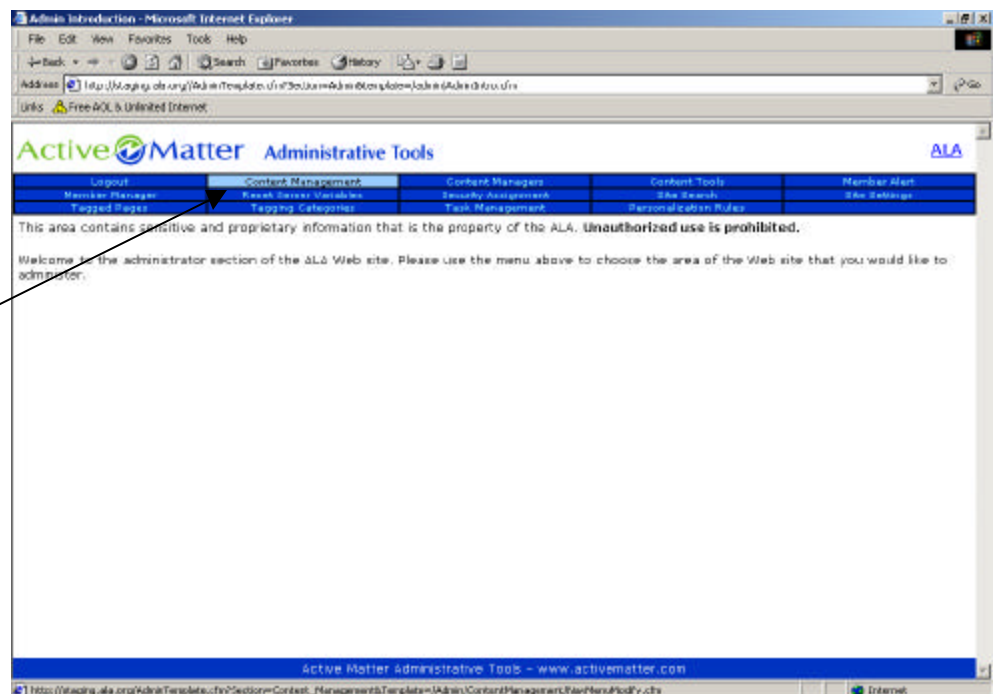 Admin Introduction - Microsoft Internet Explorer
File Edit View Favorites Tools Help
Back Search Favorites History
Address Go
Links Free AOL & Unlimited Internet
Active Matter Administrative Tools ALA
Logout Content Management Content Managers Content Tools Member Alert
Member Manager Reset Server Variables Security Assignment Site Search Site Settings
Tagged Pages Tagging Categories Task Management Personalization Rules
This area contains sensitive and proprietary information that is the property of the ALA. Unauthorized use is prohibited.
Welcome to the administrator section of the ALA Web site. Please use the menu above to choose the area of the Web site that you would like to
administer.
Active Matter Administrative Tools - www.activematter.com
Internet